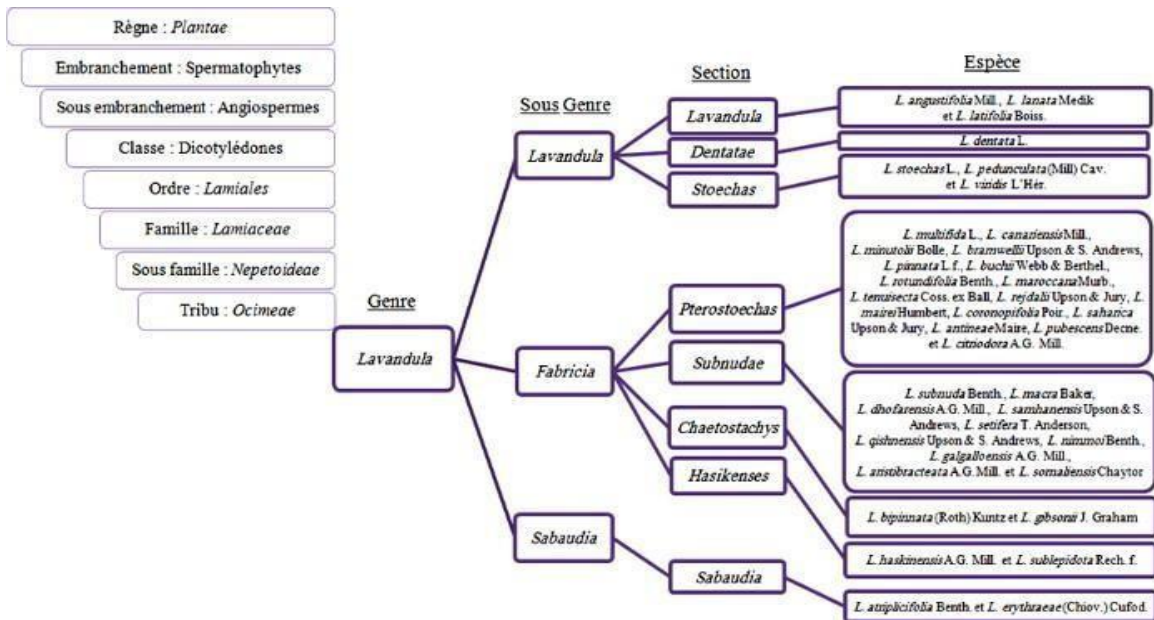 Règne : Plantae
Embranchement : Spermatophytes
Sous embranchement : Angiospermes
Classe : Dicotylédones
Ordre : Lamiales
Famille : Lamiaceae
Sous famille : Nepetoideae
Tribu : Ocimeae
Genre
Lavandula
Sous Genre
Lavandula
Fabricia
Sabaudia
Section
Lavandula
Dentatae
Stoechas
Pterostoechas
Subnudae
Chaetostachys
Hasikenses
Sabaudia
Espèce
L. angustifolia Mill., L. lanata Medik
et L. latifolia Boiss.
L. dentata L.
L. stoechas L., L. pedunculata (Mill) Cav.
et L. viridis L'Hér.
L. multifida L., L. canariensis Mill.,
L. minutolii Bolle, L. bramwellii Upson & S. Andrews,
L. pinnata L.f., L. buchii Webb & Berthel.,
L. rotundifolia Benth., L. maroccana Murb.,
L. tenuisecta Coss. ex Ball, L. rejdalii Upson & Jury, L.
mairei Humbert, L. coronopifolia Poir., L. saharica
Upson & Jury, L. antineae Maire, L. pubescens Decne.
et L. citriodora A.G. Mill.
L. subnuda Benth., L. macra Baker,
L. dhofarensis A.G. Mill., L. samhanensis Upson & S.
Andrews, L. setifera T. Anderson,
L. qishnensis Upson & S. Andrews, L. nimmoi Benth.,
L. galgalloensis A.G. Mill.,
L. aristibracteata A.G. Mill. et L. somaliensis Chaytor
L. bipinnata (Roth) Kuntz et L. gibsonii J. Graham
L. haskinensis A.G. Mill. et L. sublepidota Rech. f.
L. atriplicifolia Benth. et L. erythraeae (Chiov.) Cufod.